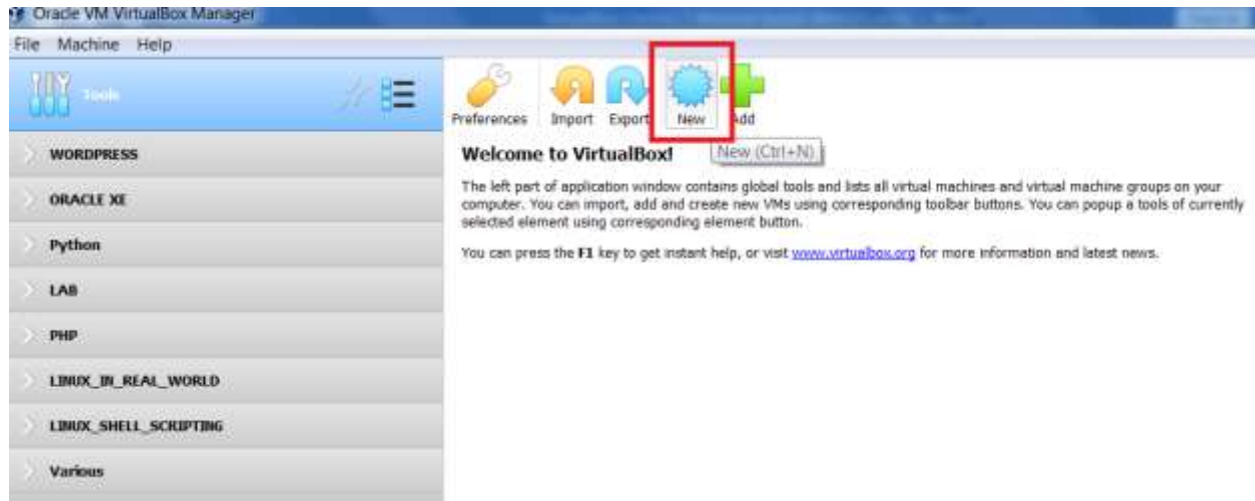 Oracle VM VirtualBox Manager
File Machine Help
Tools
Preferences Import Export New Add
New (Ctrl+N)
WORDPRESS
ORACLE XE
Python
LAB
PHP
LINUX_IN_REAL_WORLD
LINUX_SHELL_SCRIPTING
Various
Welcome to VirtualBox!
The left part of application window contains global tools and lists all virtual machines and virtual machine groups on your
computer. You can import, add and create new VMs using corresponding toolbar buttons. You can popup a tools of currently
selected element using corresponding element button.
You can press the F1 key to get instant help, or visit www.virtualbox.org for more information and latest news.